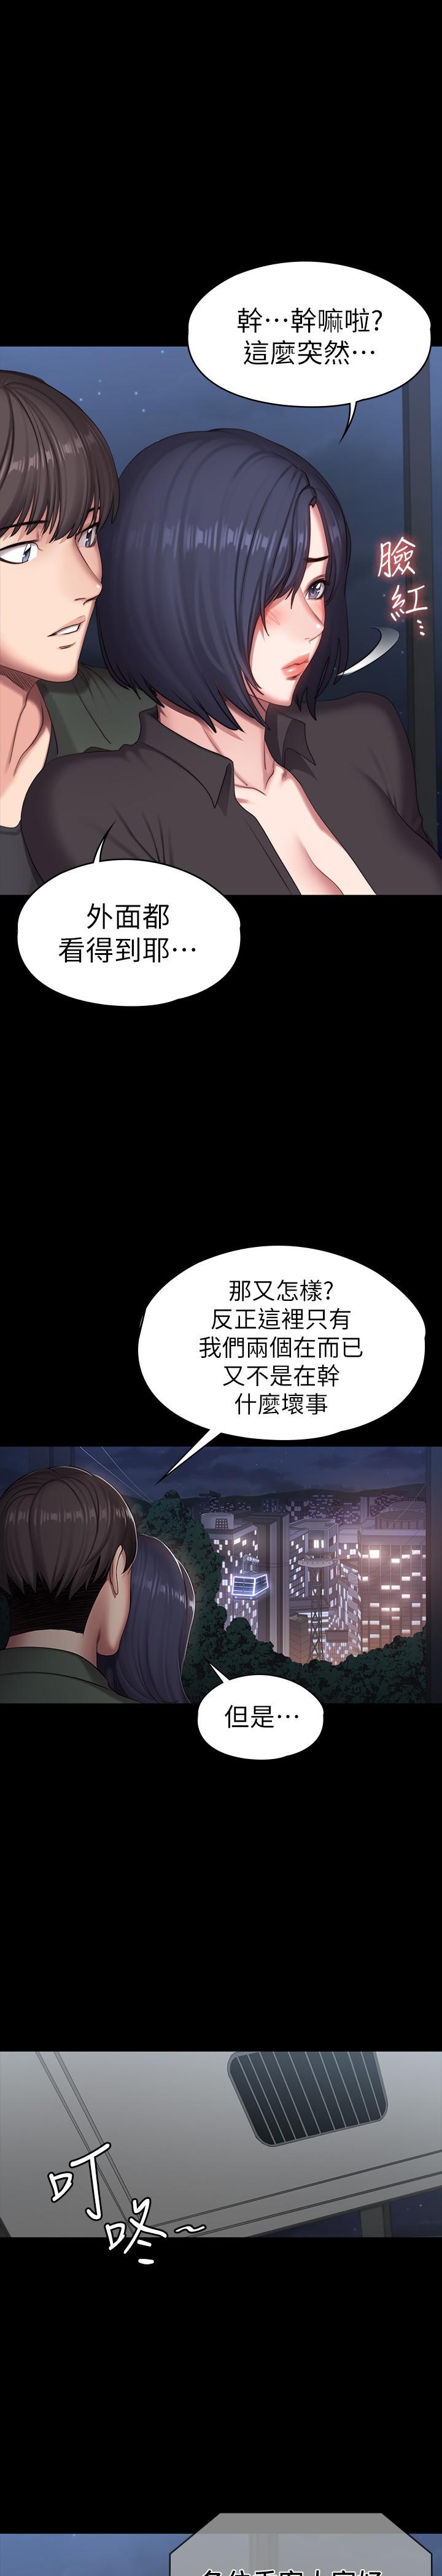 幹⋯幹嘛啦?
這麼突然⋯
臉紅⋯
外面都
看得到耶⋯
那又怎樣?
反正這裡只有
我們兩個在而已
又不是在幹
什麼壞事
但是⋯
叮咚~